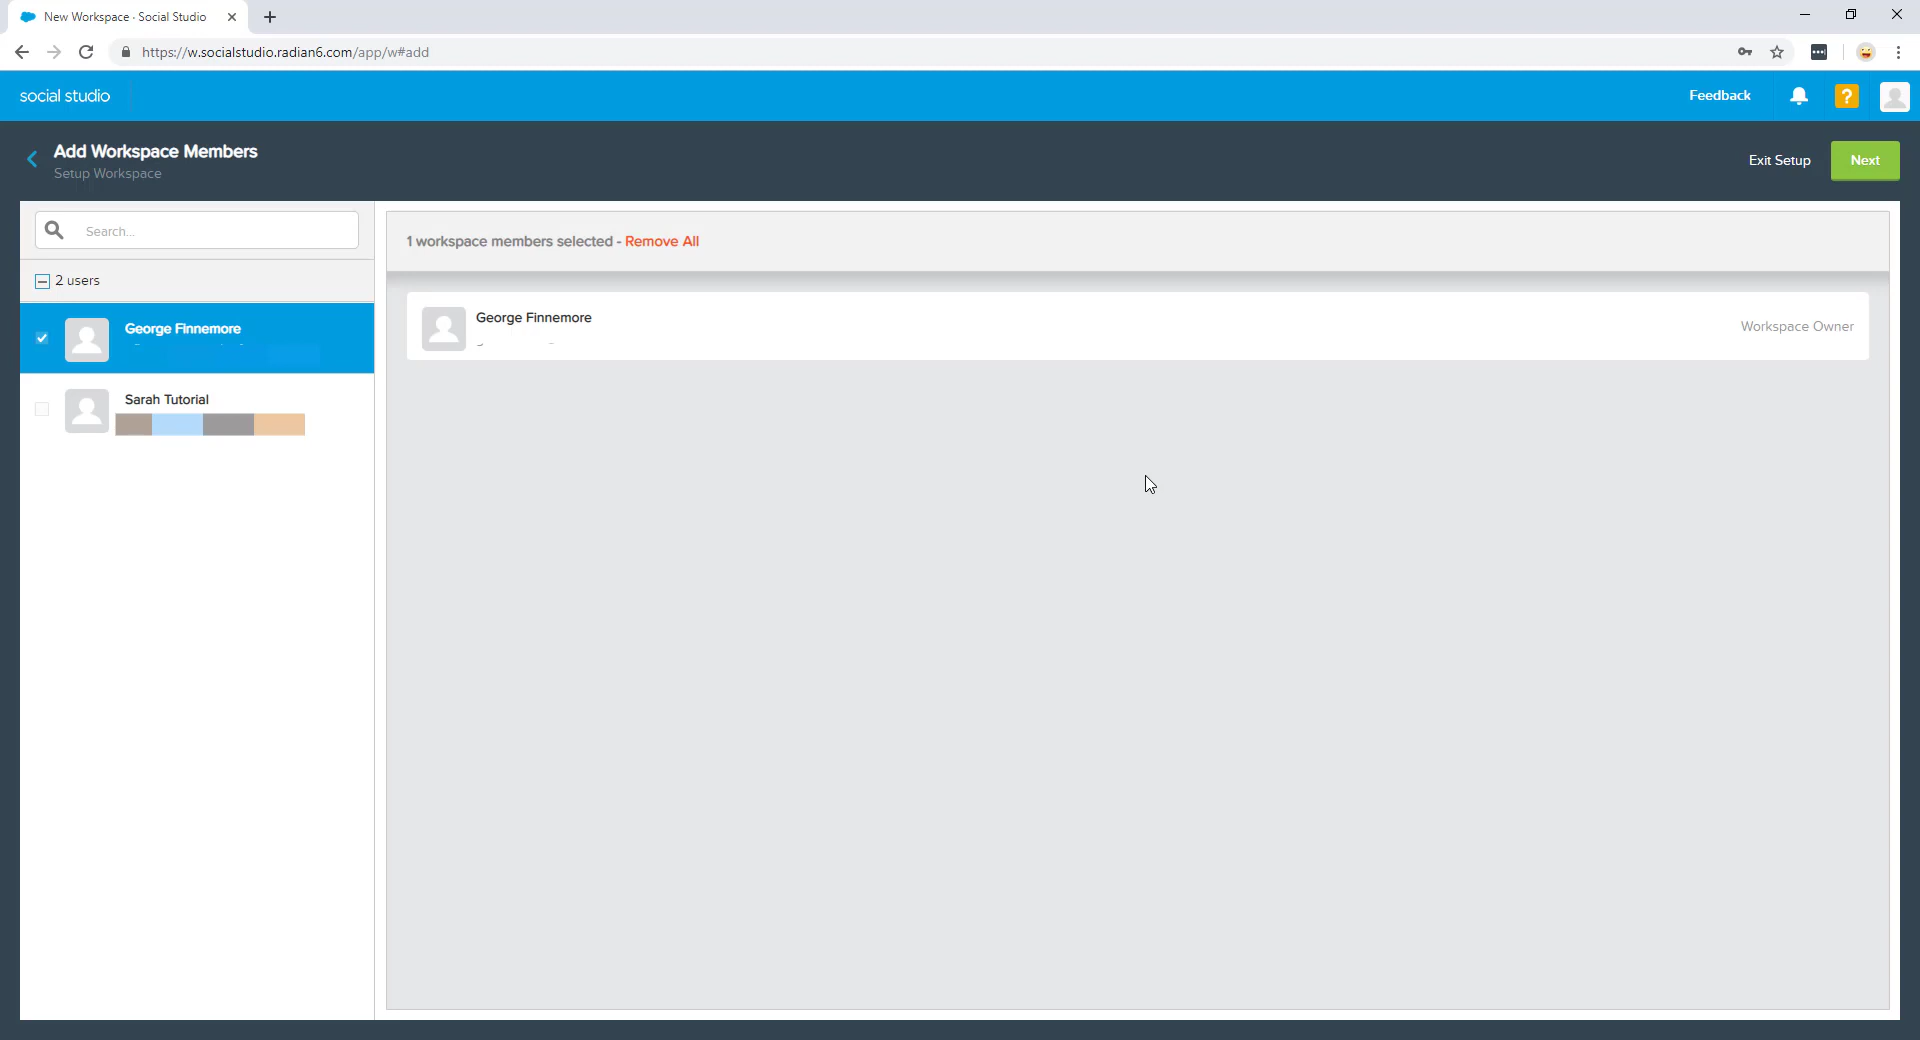 New Workspace · Social Studio
https://w.socialstudio.radian6.com/app/w#add
social studio
Feedback
?
Add Workspace Members
Setup Workspace
Exit Setup
Next
Search...
2 users
George Finnemore
Sarah Tutorial
1 workspace members selected - Remove All
George Finnemore
Workspace Owner